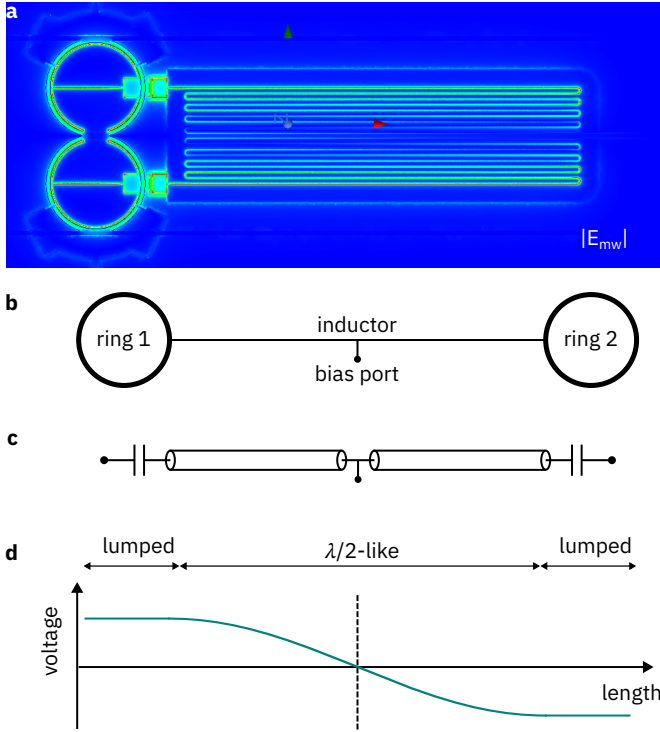 a
|E_mw|
b
ring 1
inductor
ring 2
bias port
c
d
lumped
λ/2-like
lumped
voltage
length